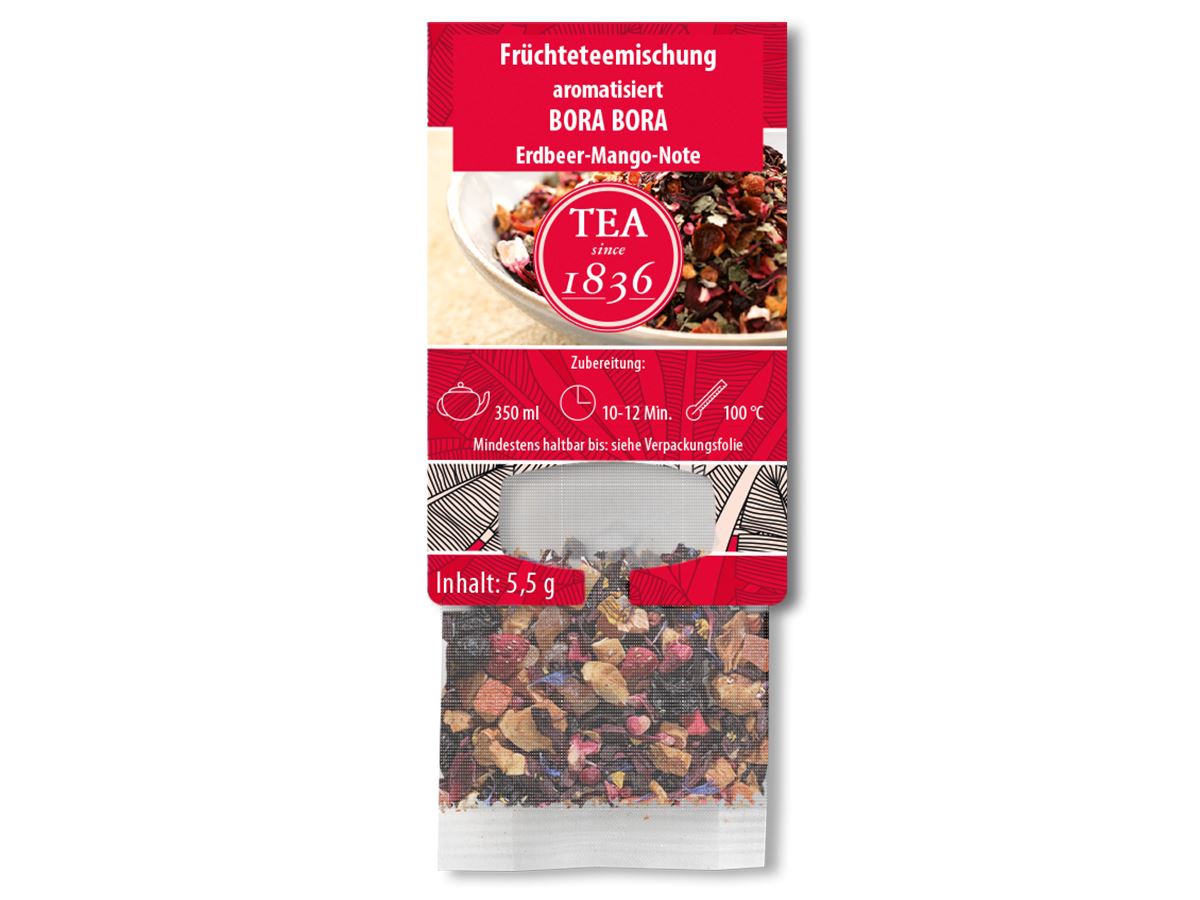 Früchteteemischung
aromatisiert
BORA BORA
Erdbeer-Mango-Note
TEA
since
1836
Zubereitung:
350 ml
10-12 Min.
100 °C
Mindestens haltbar bis: siehe Verpackungsfolie
Inhalt: 5,5 g